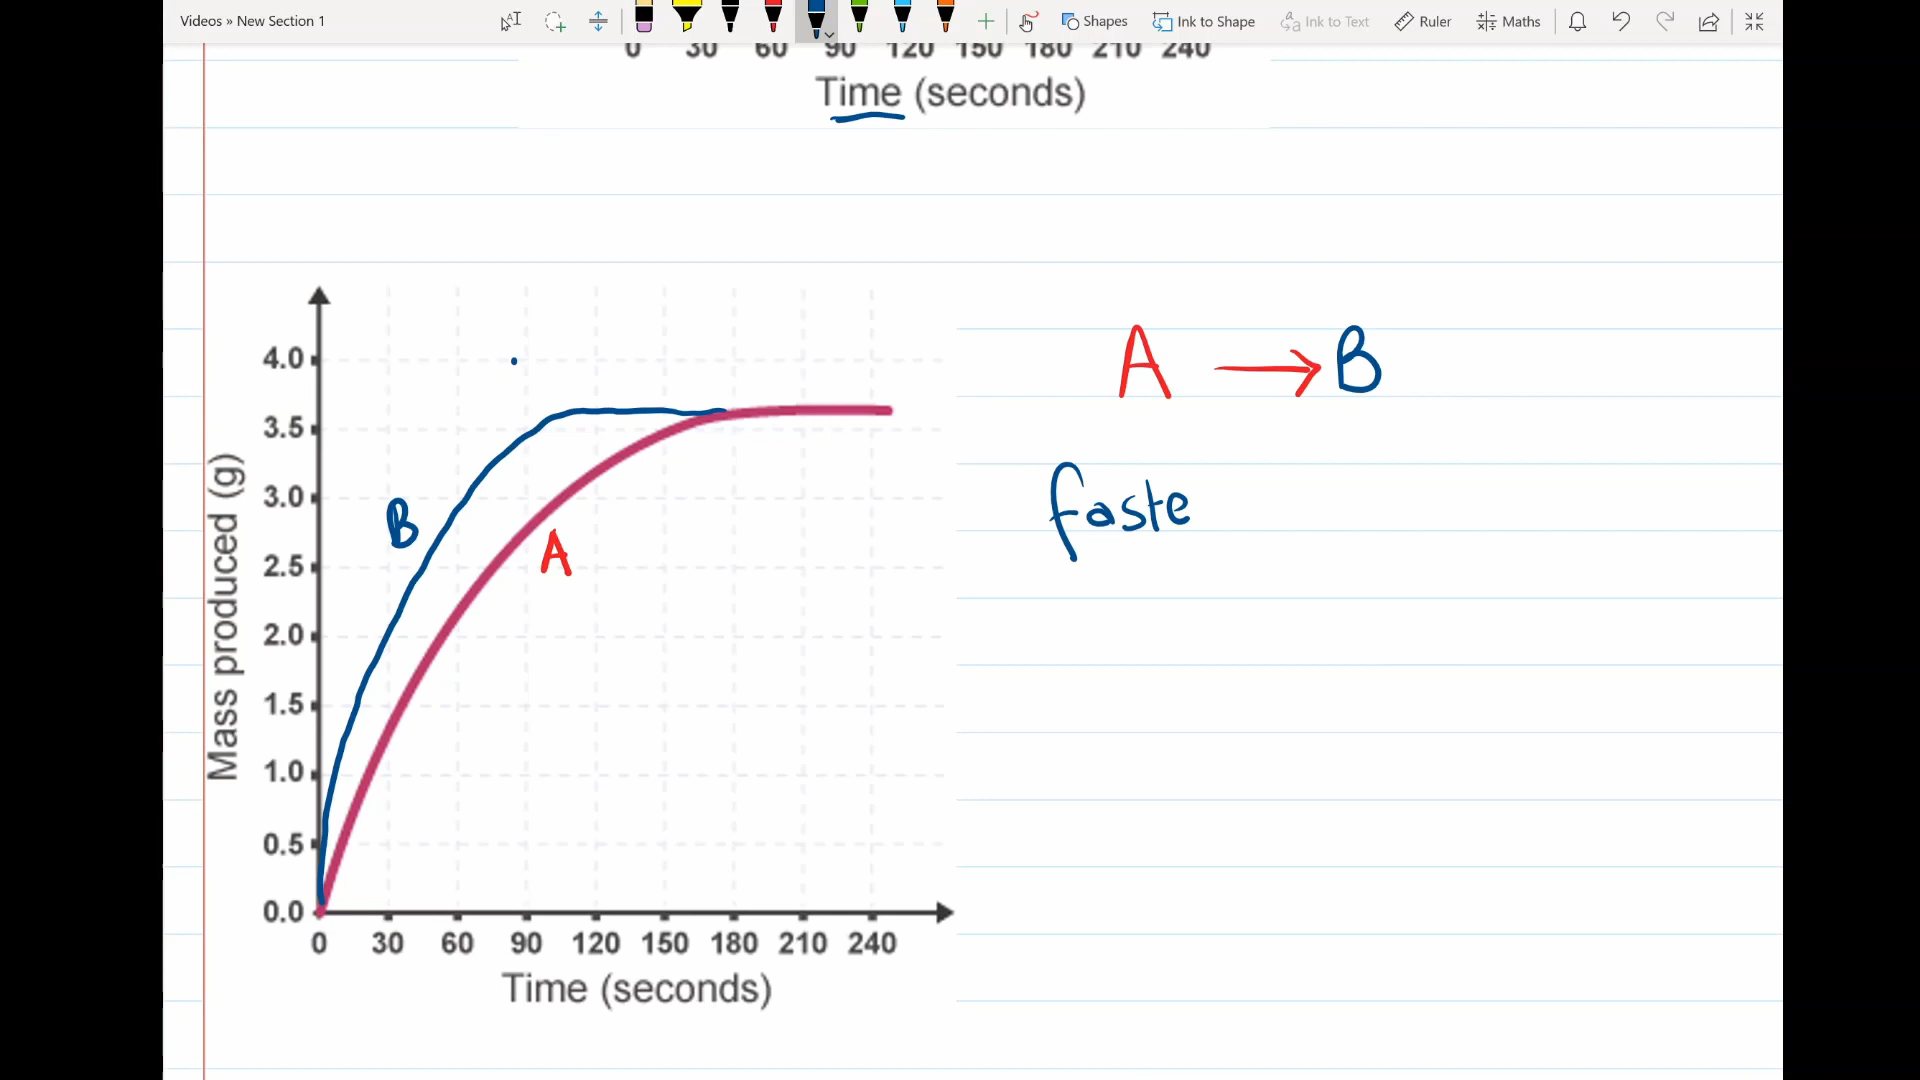 Videos » New Section 1
Shapes
Ink to Shape
Ink to Text
Ruler
Maths
0 30 60 90 120 150 180 210 240
Time (seconds)
4.0
3.5
3.0
2.5
2.0
1.5
1.0
0.5
0.0
Mass produced (g)
B
A
0 30 60 90 120 150 180 210 240
Time (seconds)
A → B
faste